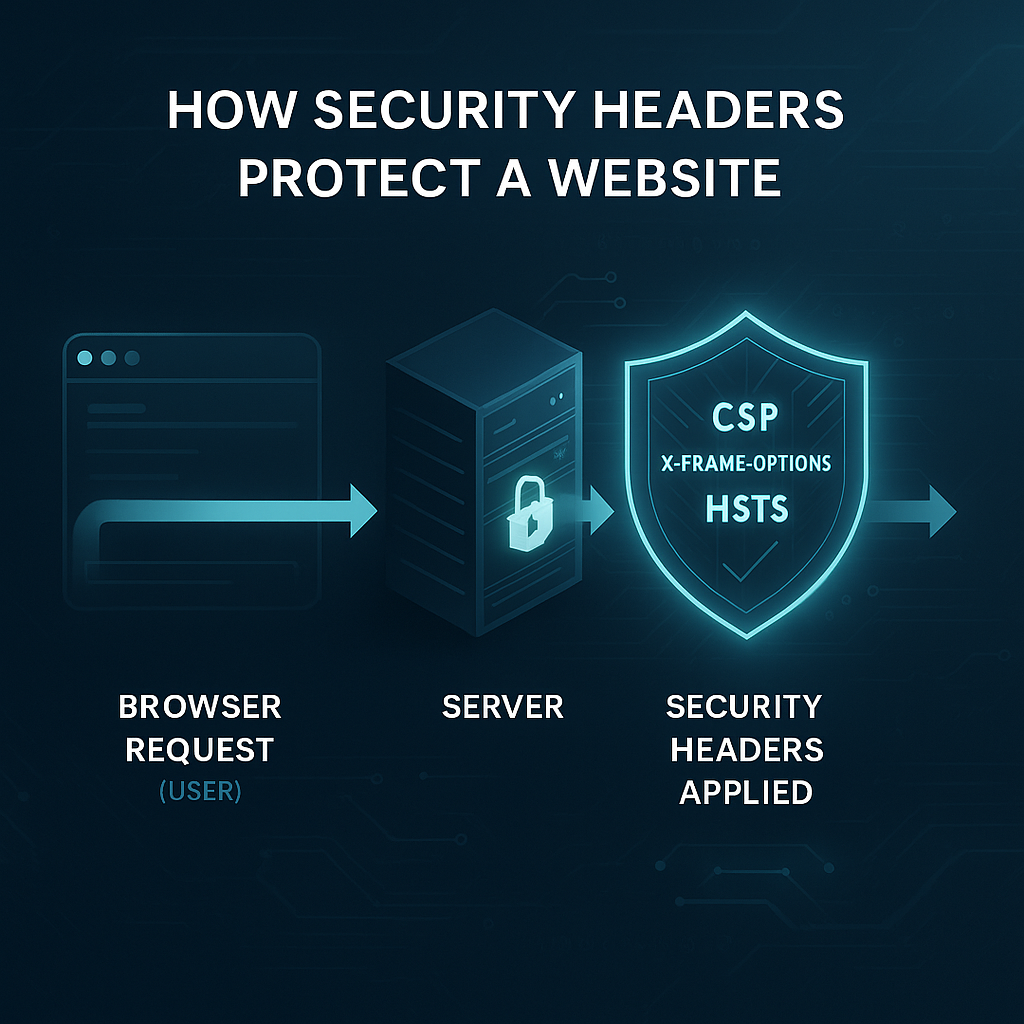 HOW SECURITY HEADERS
PROTECT A WEBSITE
CSP
X-FRAME-OPTIONS
HSTS
BROWSER
REQUEST
(USER)
SERVER
SECURITY
HEADERS
APPLIED